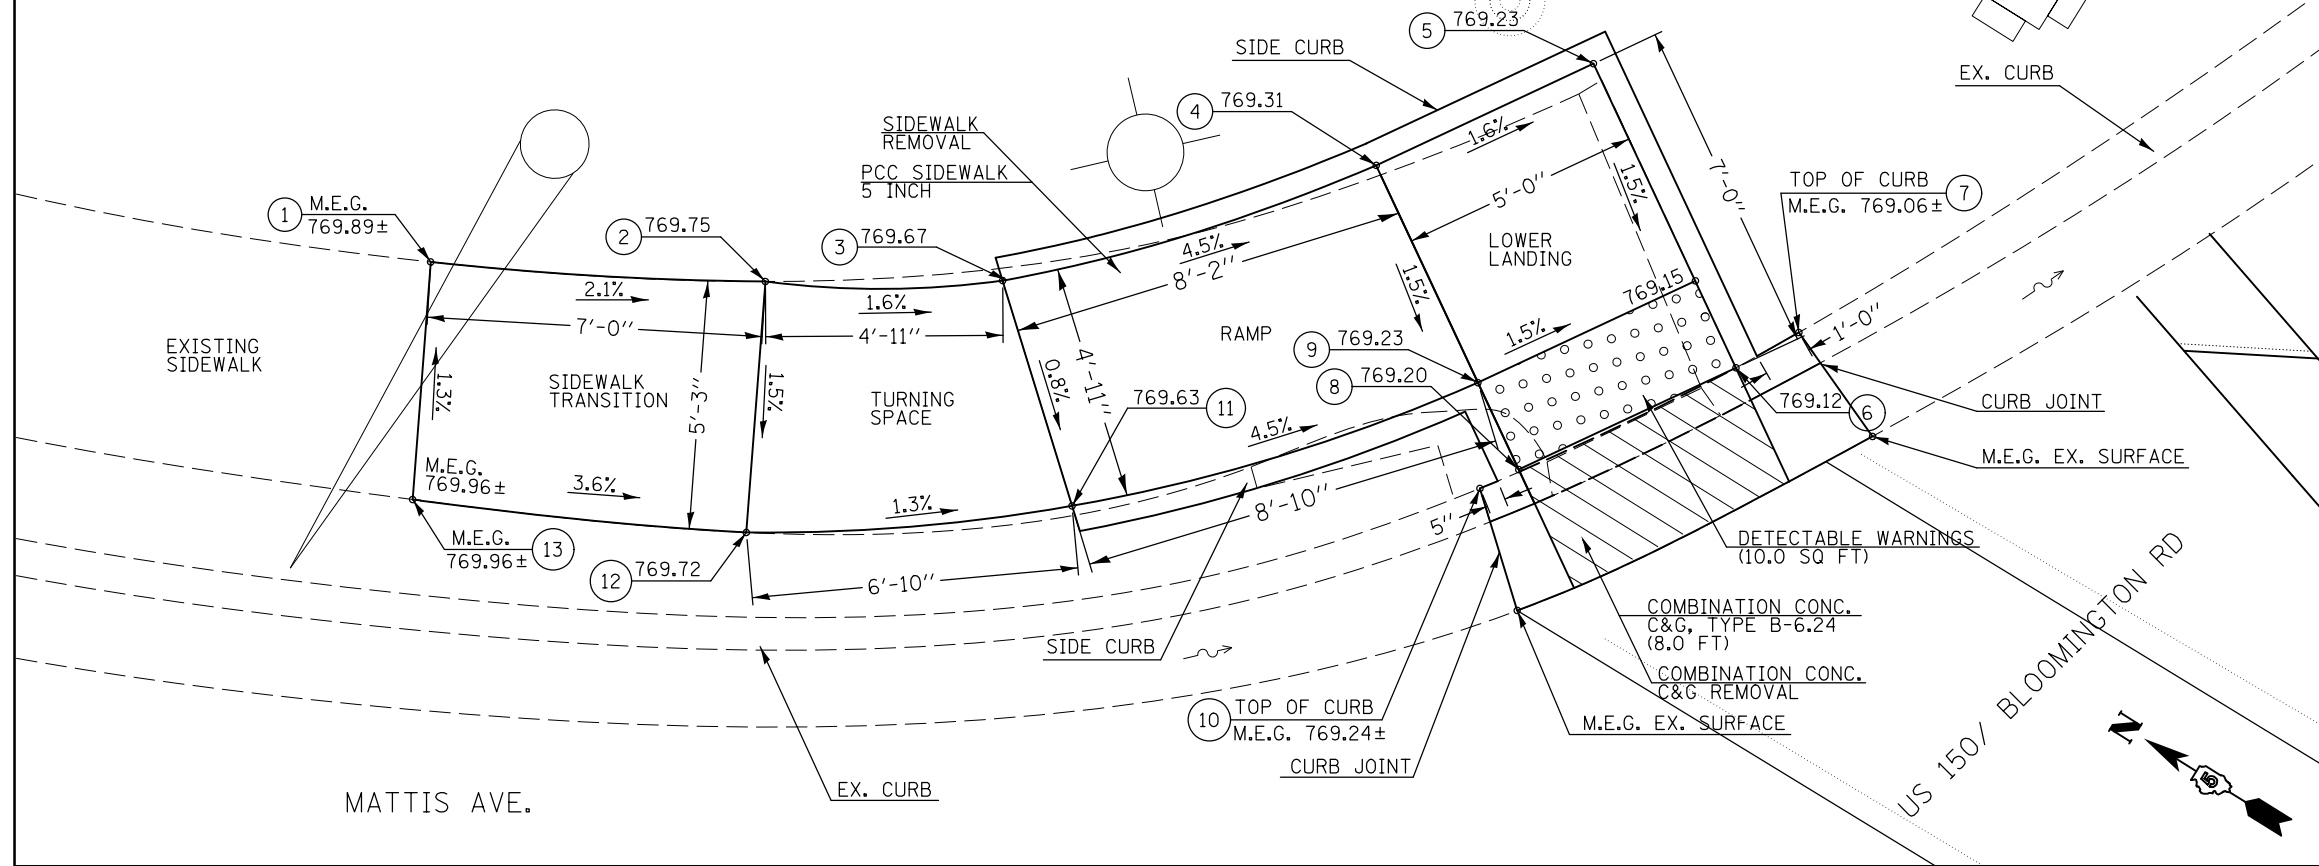 5
769.23
SIDE CURB
EX. CURB
4
769.31
1.6%
SIDEWALK
REMOVAL
PCC SIDEWALK
5 INCH
1.5%
5'-0"
7'-0"
TOP OF CURB
M.E.G. 769.06±
7
1
M.E.G.
769.89±
2
769.75
3
769.67
4.5%
8'-2"
LOWER
LANDING
1.5%
769.15
2.1%
7'-0"
1.6%
4'-11"
RAMP
1.5%
1'-0"
EXISTING
SIDEWALK
1.3%
SIDEWALK
TRANSITION
5'-3"
1.5%
TURNING
SPACE
0.8%
4'-11"
9
769.23
8
769.20
769.63
11
769.12
6
CURB JOINT
M.E.G.
769.96±
3.6%
1.3%
4.5%
8'-10"
5"
M.E.G. EX. SURFACE
M.E.G.
769.96±
13
12
769.72
6'-10"
DETECTABLE WARNINGS
(10.0 SQ FT)
COMBINATION CONC.
C&G, TYPE B-6.24
(8.0 FT)
SIDE CURB
COMBINATION CONC.
C&G REMOVAL
10
TOP OF CURB
M.E.G. 769.24±
M.E.G. EX. SURFACE
CURB JOINT
EX. CURB
MATTIS AVE.
US 150/ BLOOMINGTON RD
N
5